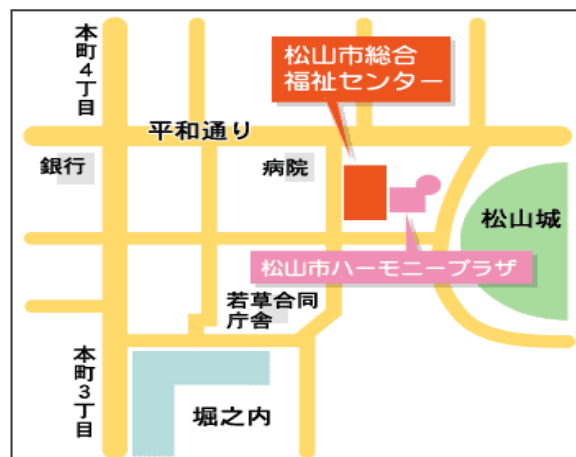 本町4丁目
松山市総合
福祉センター
平和通り
銀行
病院
松山城
松山市ハーモニープラザ
若草合同
庁舎
本町3丁目
堀之内